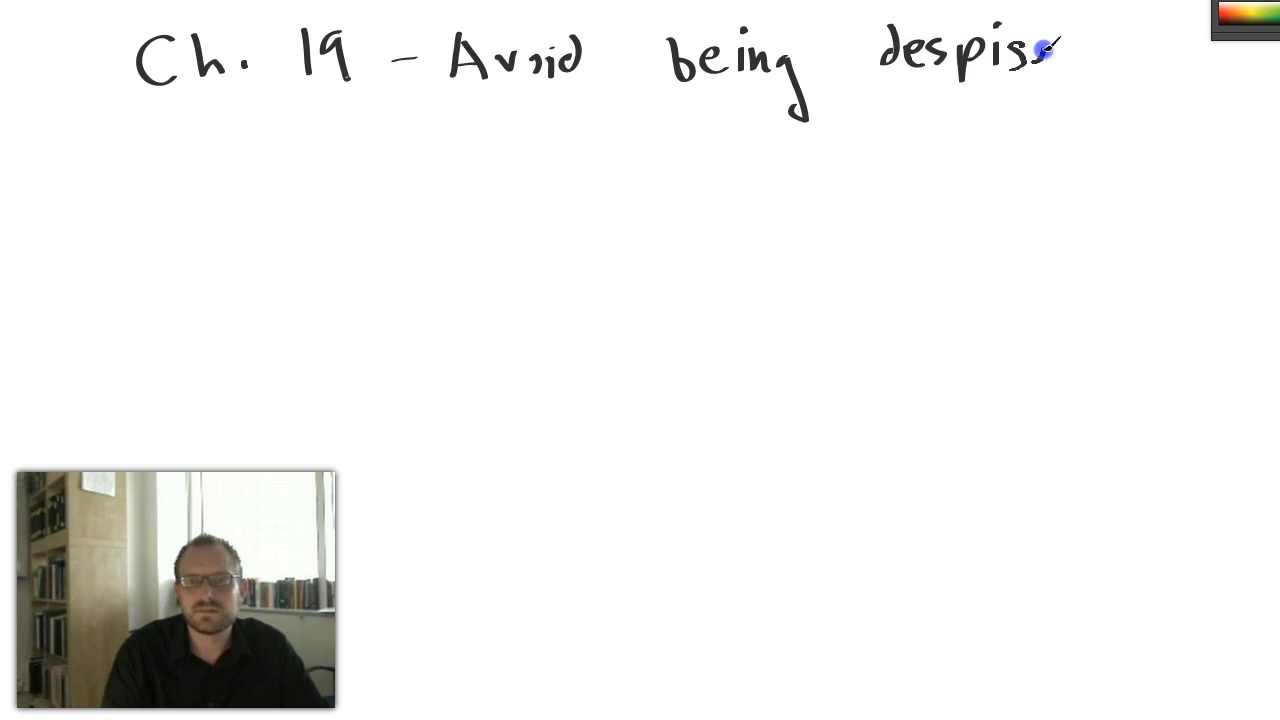 Ch. 19 - Avoid being despis